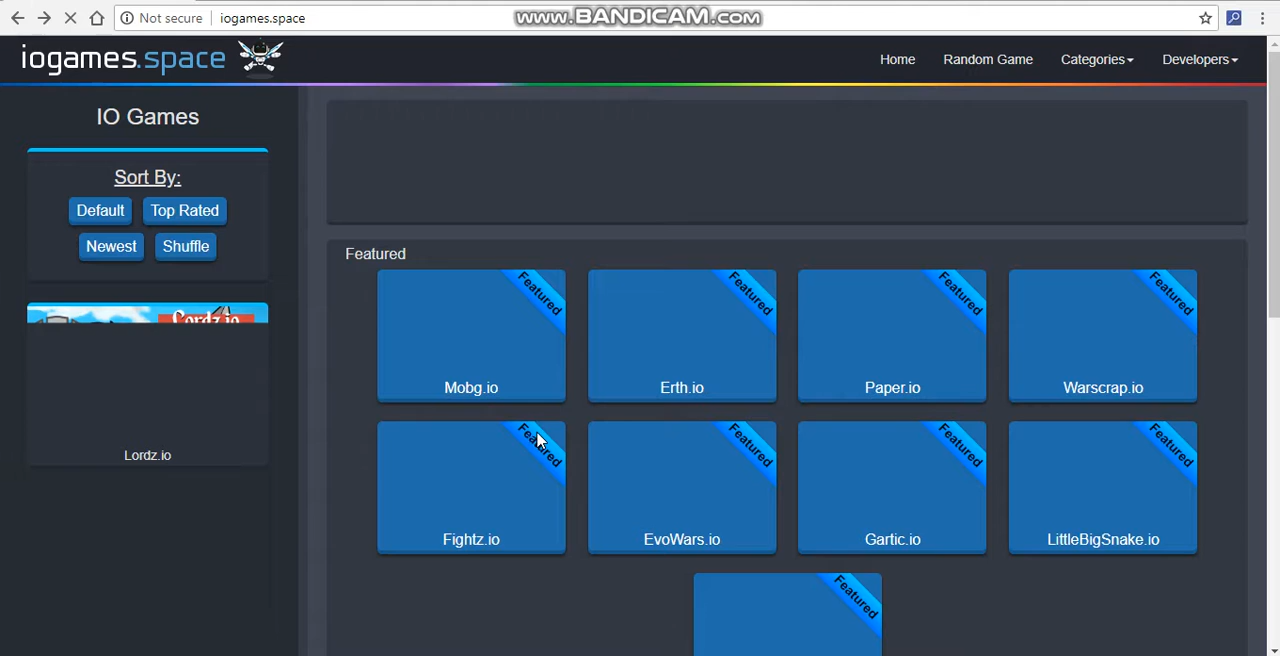 www.BANDICAM.com
Not secure
iogames.space
iogames.space
Home
Random Game
Categories
Developers
IO Games
Sort By:
Default
Top Rated
Newest
Shuffle
Lordz.io
Lordz.io
Featured
Featured
Featured
Featured
Featured
Mobg.io
Erth.io
Paper.io
Warscrap.io
Featured
Featured
Featured
Featured
Fightz.io
EvoWars.io
Gartic.io
LittleBigSnake.io
Featured